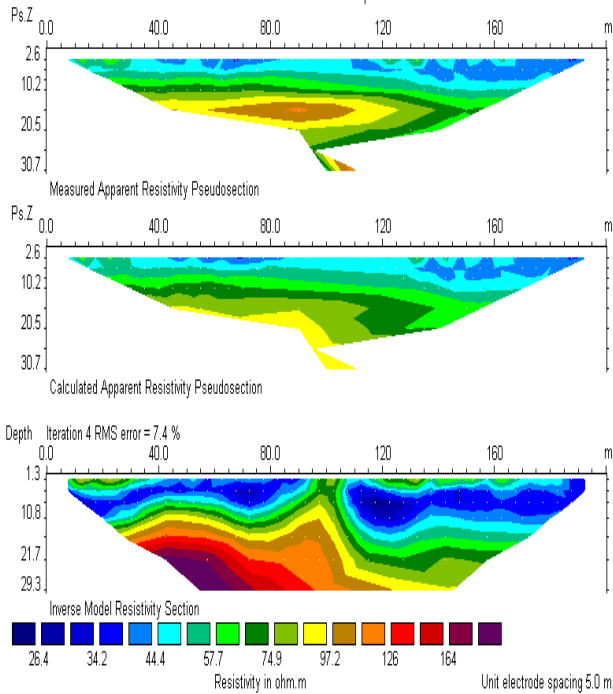 Ps.Z 0.0 40.0 80.0 120 160 m
2.6
10.2
20.5
30.7
Measured Apparent Resistivity Pseudosection
Ps.Z 0.0 40.0 80.0 120 160 m
2.6
10.2
20.5
30.7
Calculated Apparent Resistivity Pseudosection
Depth Iteration 4 RMS error = 7.4 %
0.0 40.0 80.0 120 160 m
1.3
10.8
21.7
29.3
Inverse Model Resistivity Section
26.4 34.2 44.4 57.7 74.9 97.2 126 164
Resistivity in ohm.m Unit electrode spacing 5.0 m.